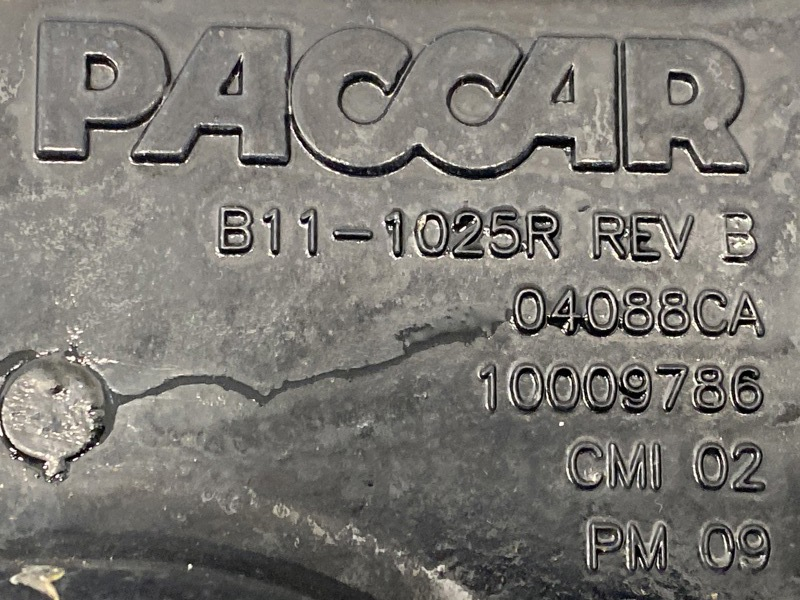 PACCAR
B11-1025R REV B
04088CA
10009786
CMI 02
PM 09